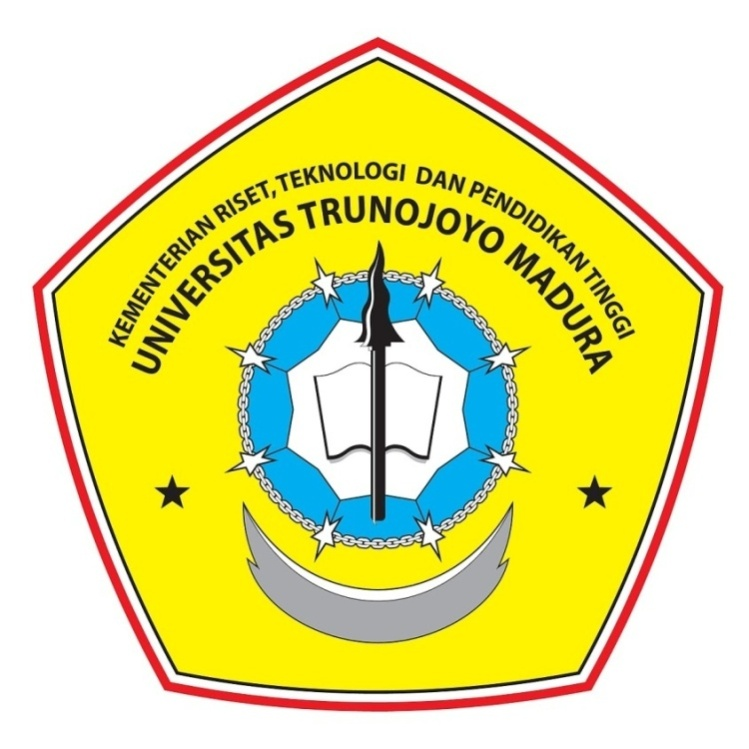 KEMENTERIAN RISET, TEKNOLOGI DAN PENDIDIKAN TINGGI
UNIVERSITAS TRUNOJOYO MADURA